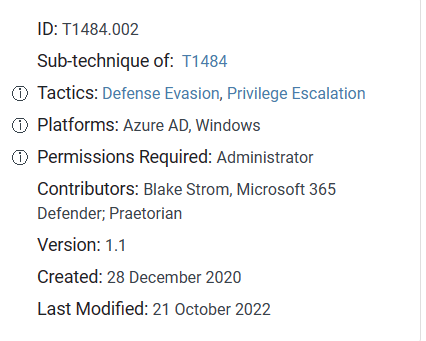 ID: T1484.002
Sub-technique of: T1484
Tactics: Defense Evasion, Privilege Escalation
Platforms: Azure AD, Windows
Permissions Required: Administrator
Contributors: Blake Strom, Microsoft 365
Defender; Praetorian
Version: 1.1
Created: 28 December 2020
Last Modified: 21 October 2022